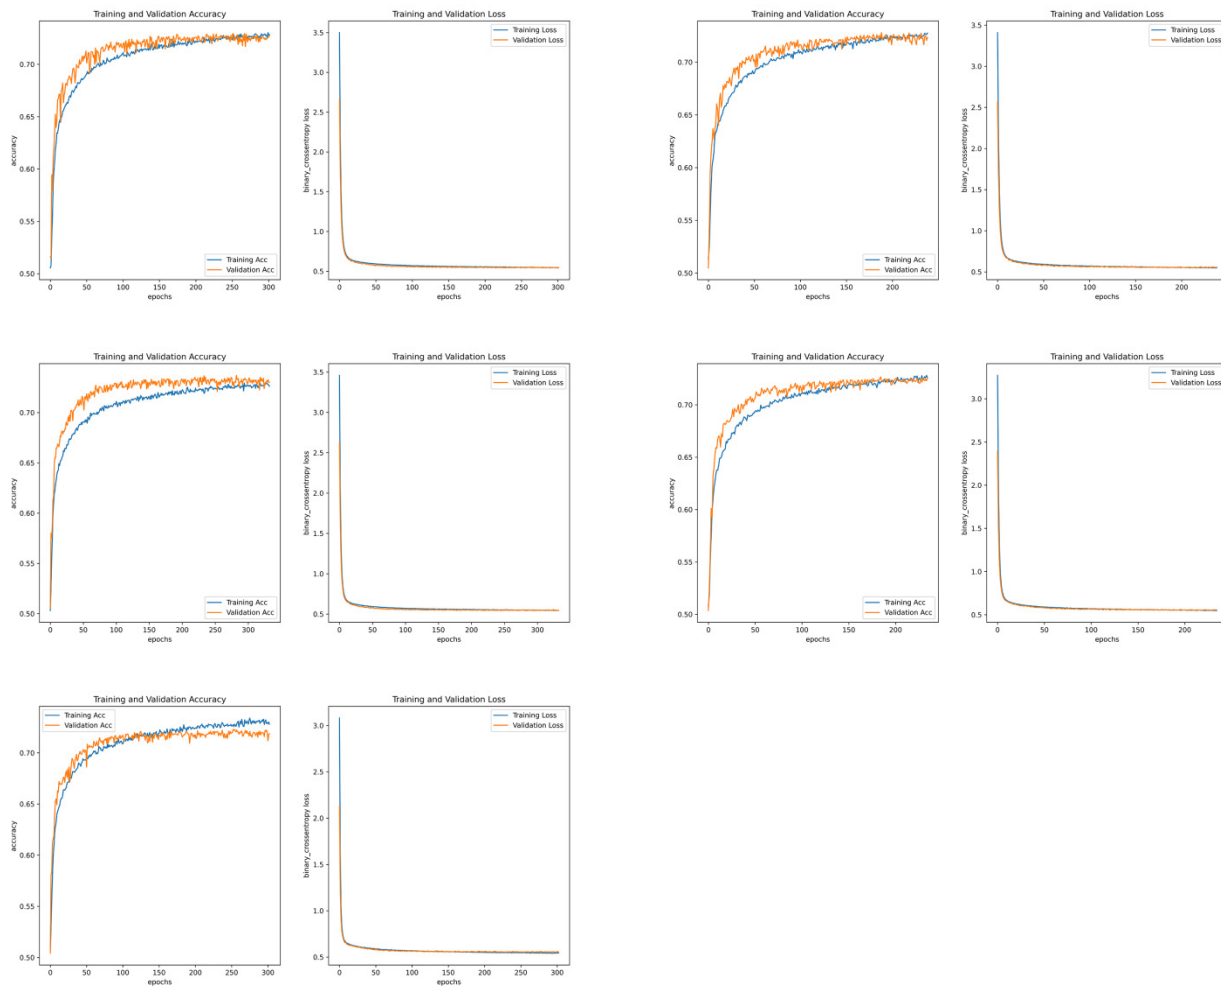 Training and Validation Accuracy
accuracy
0.70
0.65
0.60
0.55
0.50
Training Acc
Validation Acc
0 50 100 150 200 250 300
epochs
Training and Validation Loss
binary_crossentropy loss
3.5
3.0
2.5
2.0
1.5
1.0
0.5
Training Loss
Validation Loss
0 50 100 150 200 250 300
epochs
Training and Validation Accuracy
accuracy
0.70
0.65
0.60
0.55
0.50
Training Acc
Validation Acc
0 50 100 150 200
epochs
Training and Validation Loss
binary_crossentropy loss
3.5
3.0
2.5
2.0
1.5
1.0
0.5
Training Loss
Validation Loss
0 50 100 150 200
epochs
Training and Validation Accuracy
accuracy
0.70
0.65
0.60
0.55
0.50
Training Acc
Validation Acc
0 50 100 150 200 250 300
epochs
Training and Validation Loss
binary_crossentropy loss
3.5
3.0
2.5
2.0
1.5
1.0
0.5
Training Loss
Validation Loss
0 50 100 150 200 250 300
epochs
Training and Validation Accuracy
accuracy
0.70
0.65
0.60
0.55
0.50
Training Acc
Validation Acc
0 50 100 150 200
epochs
Training and Validation Loss
binary_crossentropy loss
3.0
2.5
2.0
1.5
1.0
0.5
Training Loss
Validation Loss
0 50 100 150 200
epochs
Training and Validation Accuracy
Training Acc
Validation Acc
accuracy
0.70
0.65
0.60
0.55
0.50
0 50 100 150 200 250 300
epochs
Training and Validation Loss
binary_crossentropy loss
3.0
2.5
2.0
1.5
1.0
0.5
Training Loss
Validation Loss
0 50 100 150 200 250 300
epochs